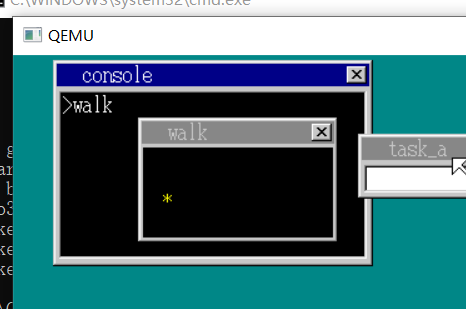 C:\WINDOWS\system32\cmd.exe
QEMU
console
>walk
walk
*
task_a